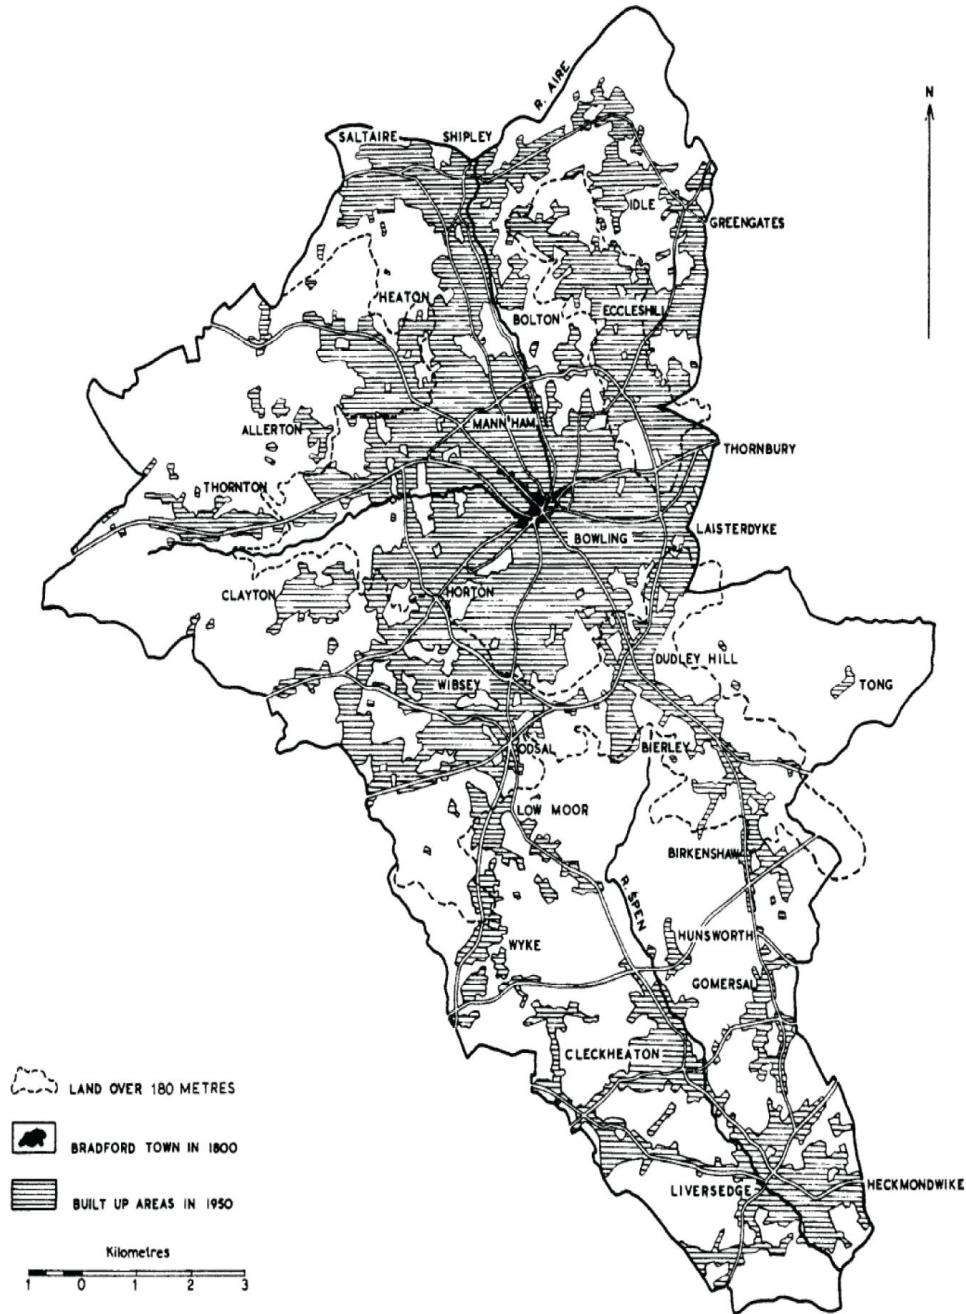 R. AIRE
N
SALTAIRE
SHIPLEY
IDLE
GREENGATES
HEATON
BOLTON
ECCLESHILL
ALLERTON
MANN'HAM
THORNBURY
THORNTON
LAISTERDYKE
BOWLING
CLAYTON
HORTON
DUDLEY HILL
WIBSEY
TONG
ODSAL
BIERLEY
LOW MOOR
BIRKENSHAW
R. SPEN
HUNSWORTH
WYKE
GOMERSAL
CLECKHEATON
LIVERSEDGE
HECKMONDWIKE
LAND OVER 180 METRES
BRADFORD TOWN IN 1800
BUILT UP AREAS IN 1950
Kilometres
1 0 1 2 3